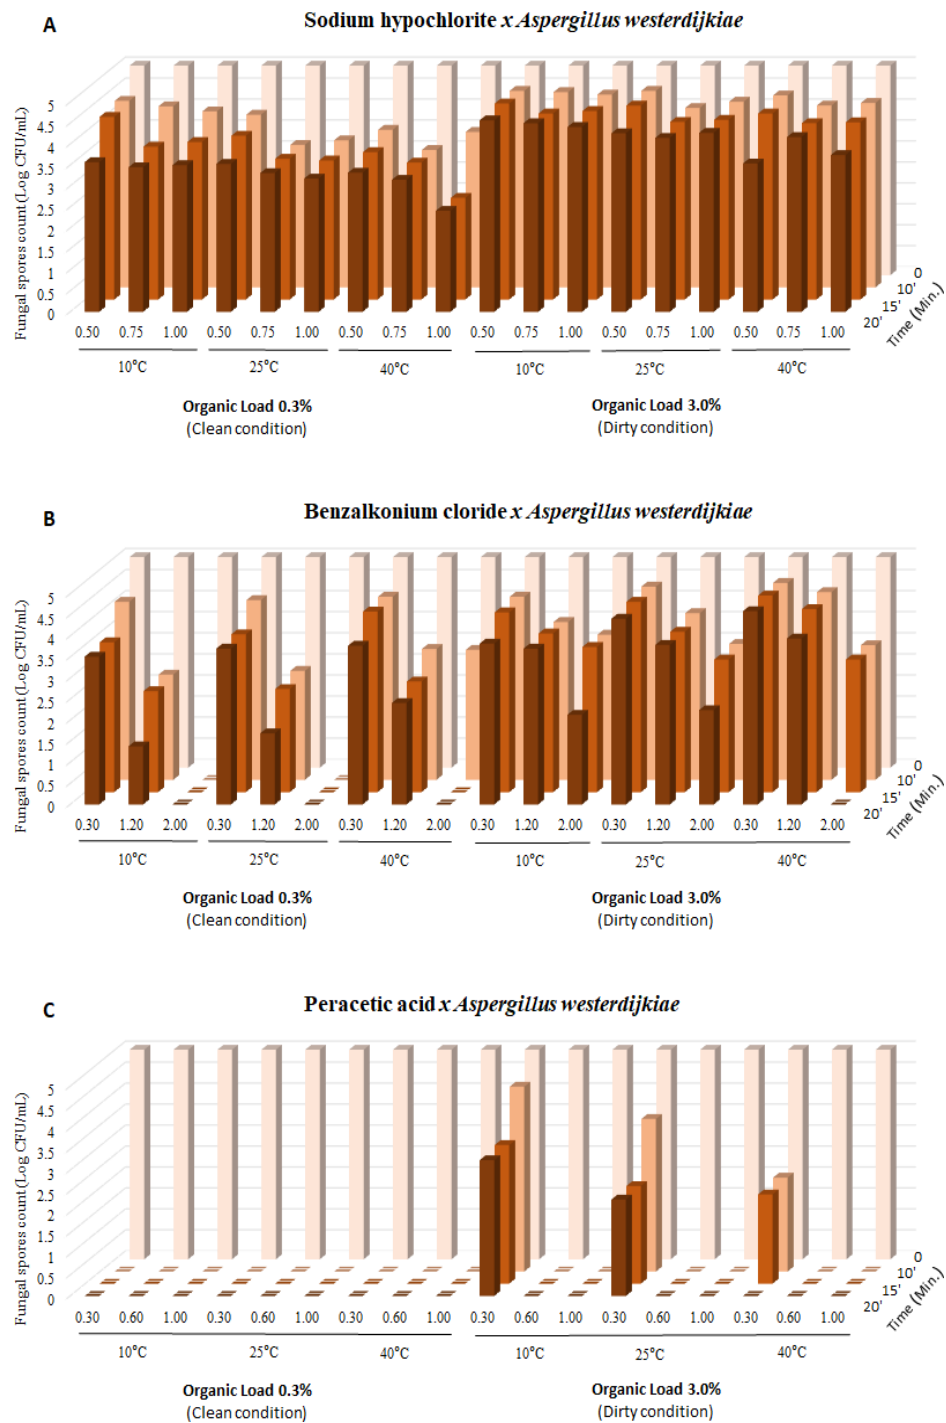 A
Sodium hypochlorite x Aspergillus westerdijkiae
Fungal spores count (Log CFU/mL)
5
4.5
4
3.5
3
2.5
2
1.5
1
0.5
0
0
10'
15'
20'
Time (Min.)
0.50 0.75 1.00 0.50 0.75 1.00 0.50 0.75 1.00 0.50 0.75 1.00 0.50 0.75 1.00 0.50 0.75 1.00
10°C 25°C 40°C 10°C 25°C 40°C
Organic Load 0.3% Organic Load 3.0%
(Clean condition) (Dirty condition)
B
Benzalkonium cloride x Aspergillus westerdijkiae
Fungal spores count (Log CFU/mL)
5
4.5
4
3.5
3
2.5
2
1.5
1
0.5
0
0
10'
15'
20'
Time (Min.)
0.30 1.20 2.00 0.30 1.20 2.00 0.30 1.20 2.00 0.30 1.20 2.00 0.30 1.20 2.00 0.30 1.20 2.00
10°C 25°C 40°C 10°C 25°C 40°C
Organic Load 0.3% Organic Load 3.0%
(Clean condition) (Dirty condition)
C
Peracetic acid x Aspergillus westerdijkiae
Fungal spores count (Log CFU/mL)
5
4.5
4
3.5
3
2.5
2
1.5
1
0.5
0
0
10'
15'
20'
Time (Min.)
0.30 0.60 1.00 0.30 0.60 1.00 0.30 0.60 1.00 0.30 0.60 1.00 0.30 0.60 1.00 0.30 0.60 1.00
10°C 25°C 40°C 10°C 25°C 40°C
Organic Load 0.3% Organic Load 3.0%
(Clean condition) (Dirty condition)